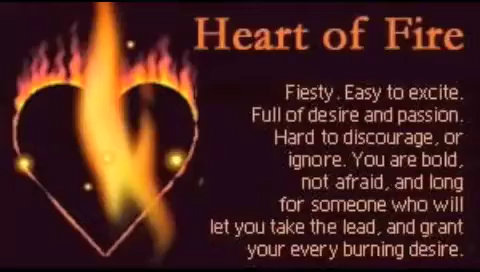 Heart of Fire
Fiesty. Easy to excite.
Full of desire and passion.
Hard to discourage, or
ignore. You are bold,
not afraid, and long
for someone who will
let you take the lead, and grant
your every burning desire.